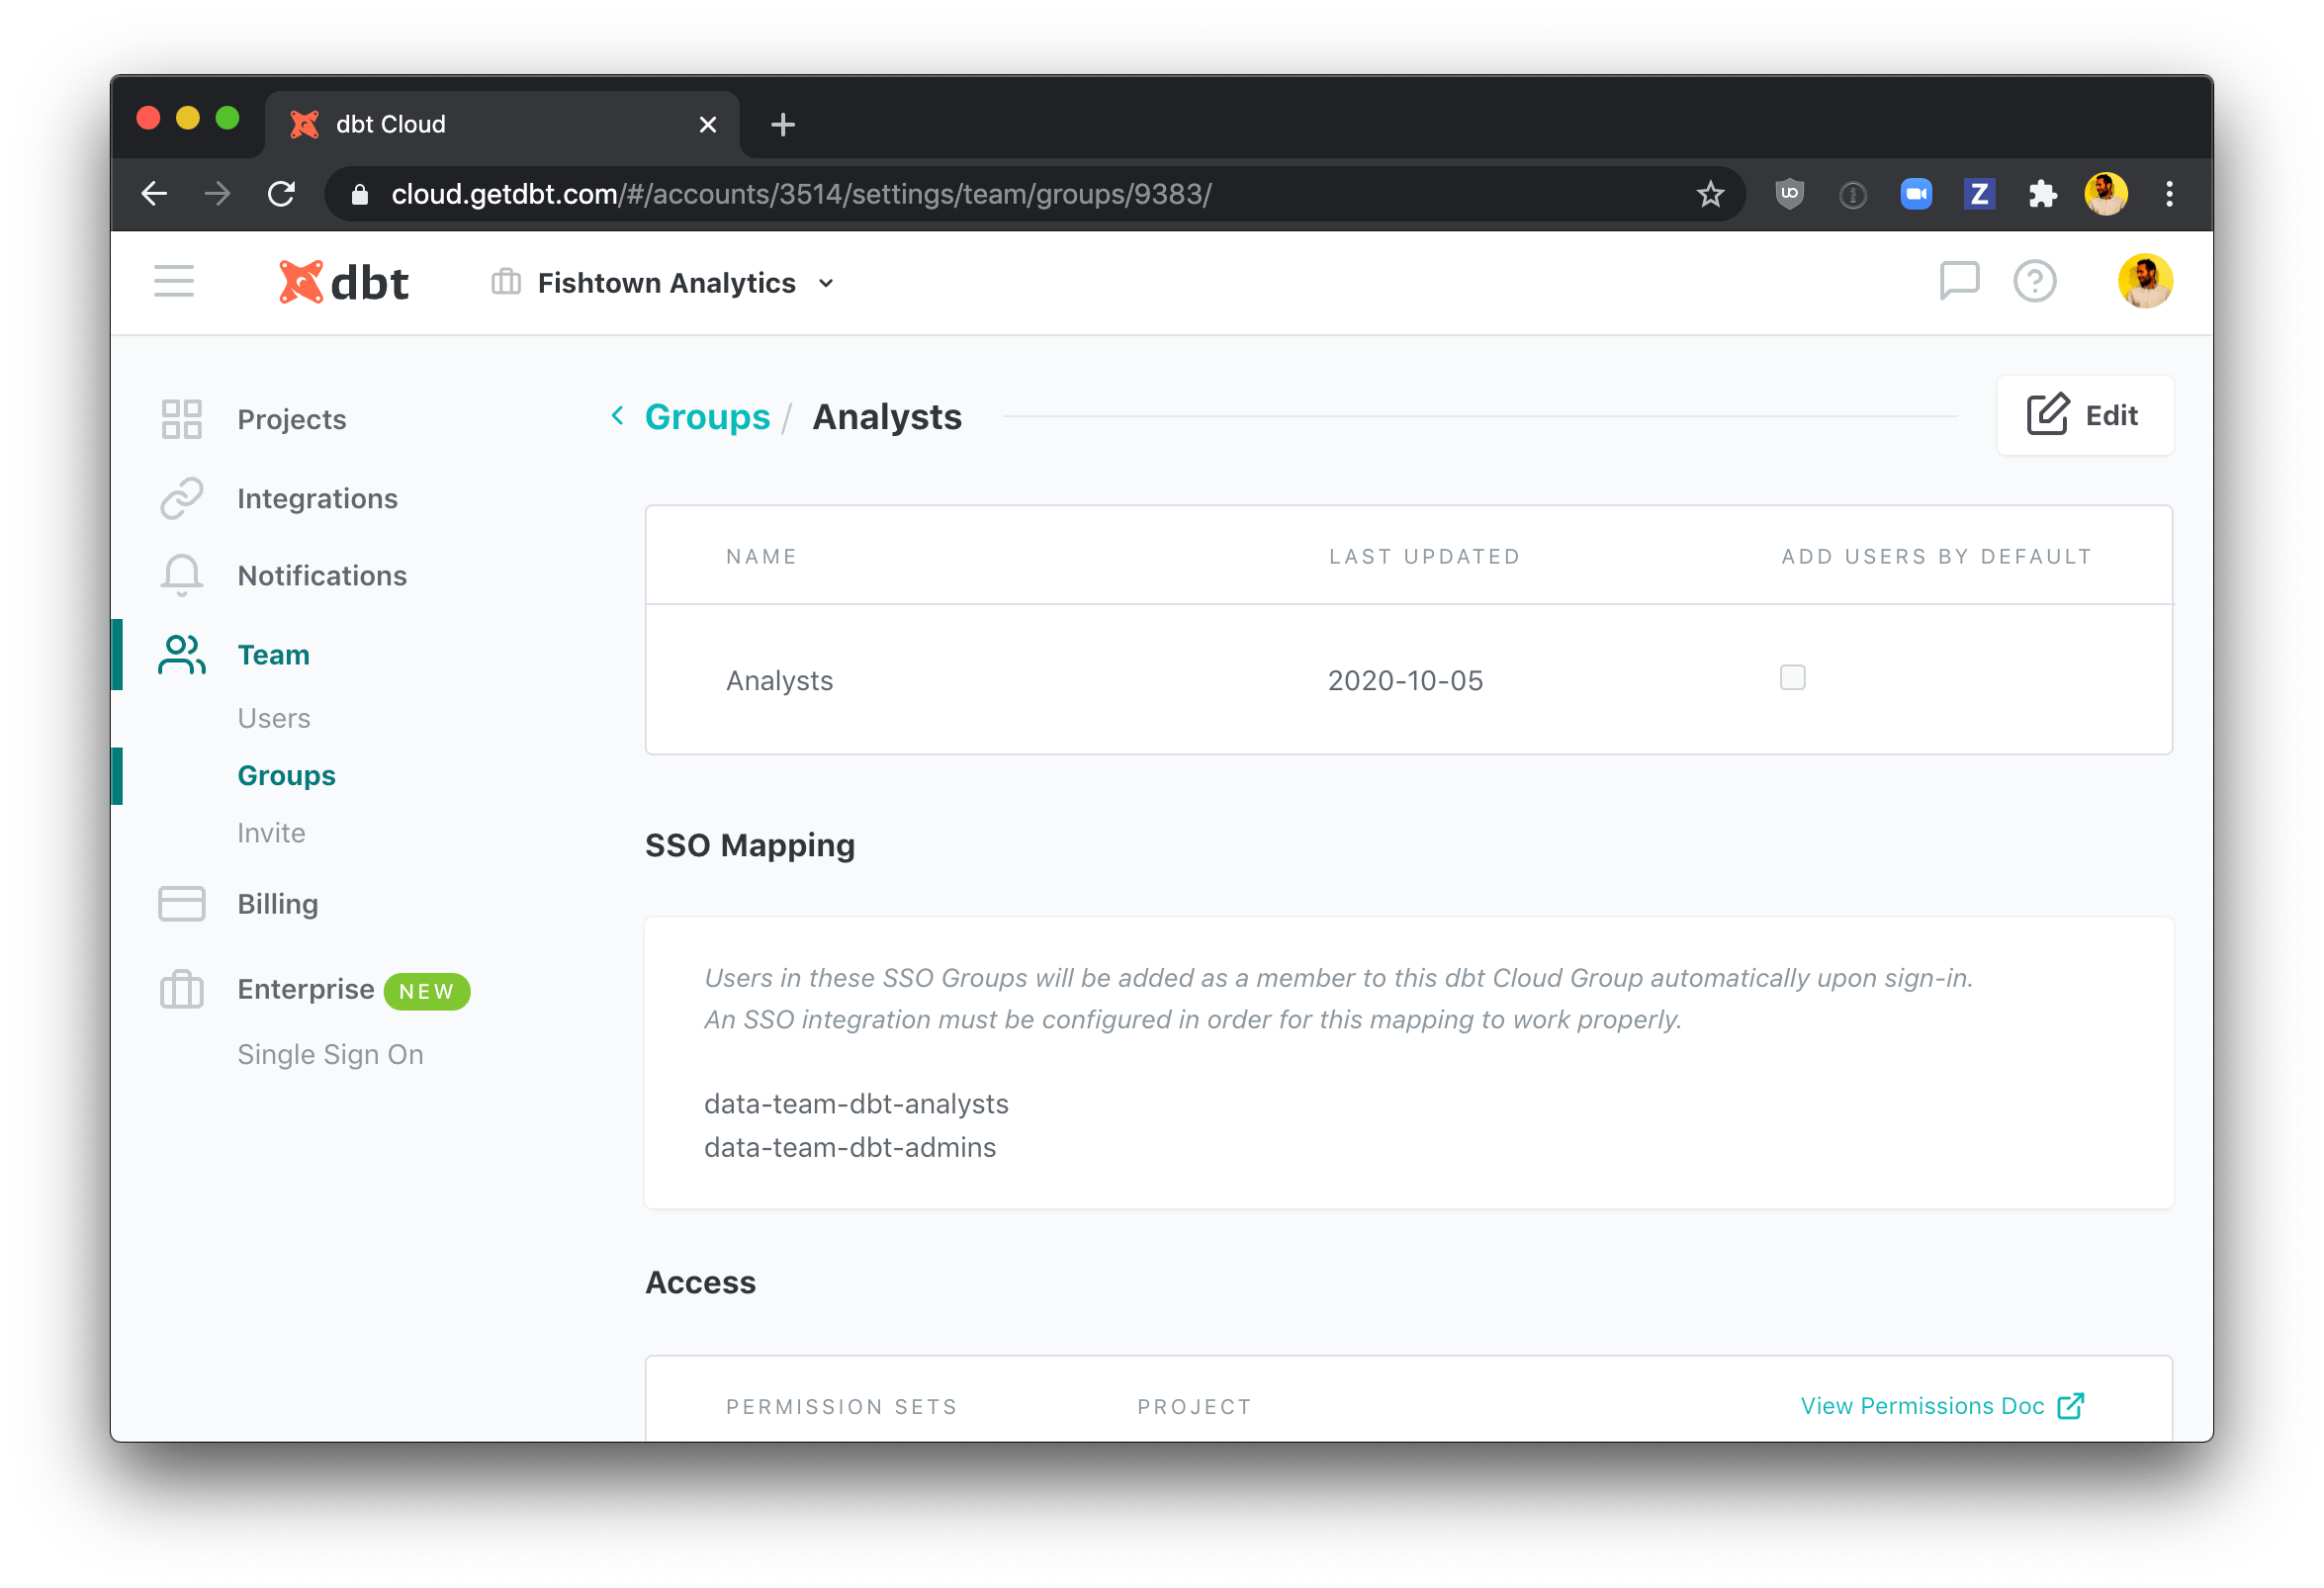 dbt Cloud
cloud.getdbt.com/#/accounts/3514/settings/team/groups/9383/
dbt
Fishtown Analytics
Projects
Integrations
Notifications
Team
Users
Groups
Invite
Billing
Enterprise NEW
Single Sign On
Groups / Analysts
Edit
NAME LAST UPDATED ADD USERS BY DEFAULT
Analysts 2020-10-05
SSO Mapping
Users in these SSO Groups will be added as a member to this dbt Cloud Group automatically upon sign-in.
An SSO integration must be configured in order for this mapping to work properly.
data-team-dbt-analysts
data-team-dbt-admins
Access
PERMISSION SETS PROJECT View Permissions Doc